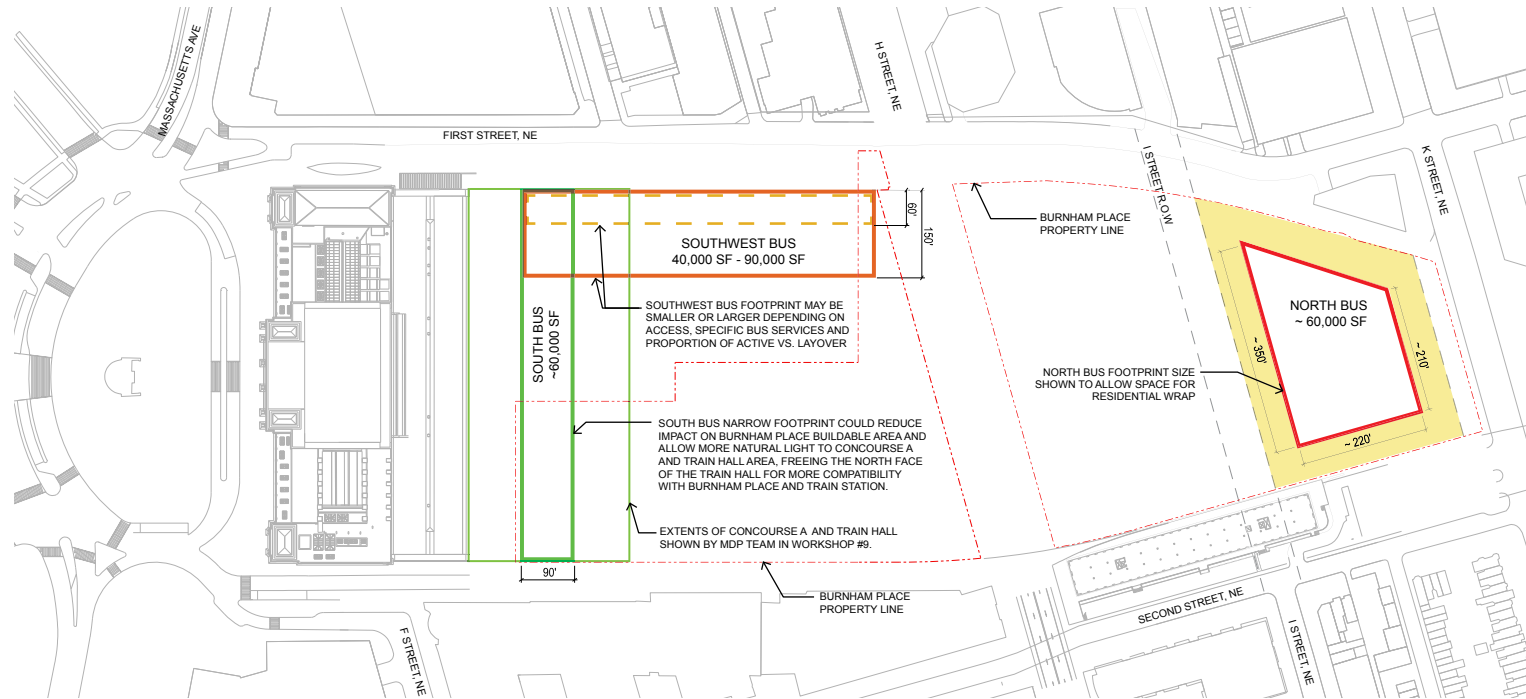 MASSACHUSETTS AVE
FIRST STREET, NE
H STREET, NE
I STREET ROW
K STREET, NE
BURNHAM PLACE
PROPERTY LINE
60'
150'
SOUTHWEST BUS
40,000 SF - 90,000 SF
SOUTHWEST BUS FOOTPRINT MAY BE
SMALLER OR LARGER DEPENDING ON
ACCESS, SPECIFIC BUS SERVICES AND
PROPORTION OF ACTIVE VS. LAYOVER
SOUTH BUS
~60,000 SF
NORTH BUS
~ 60,000 SF
~ 350'
~ 210'
~ 220'
NORTH BUS FOOTPRINT SIZE
SHOWN TO ALLOW SPACE FOR
RESIDENTIAL WRAP
SOUTH BUS NARROW FOOTPRINT COULD REDUCE
IMPACT ON BURNHAM PLACE BUILDABLE AREA AND
ALLOW MORE NATURAL LIGHT TO CONCOURSE A
AND TRAIN HALL AREA, FREEING THE NORTH FACE
OF THE TRAIN HALL FOR MORE COMPATIBILITY
WITH BURNHAM PLACE AND TRAIN STATION.
EXTENTS OF CONCOURSE A AND TRAIN HALL
SHOWN BY MDP TEAM IN WORKSHOP #9.
90'
BURNHAM PLACE
PROPERTY LINE
SECOND STREET, NE
F STREET, NE
I STREET, NE